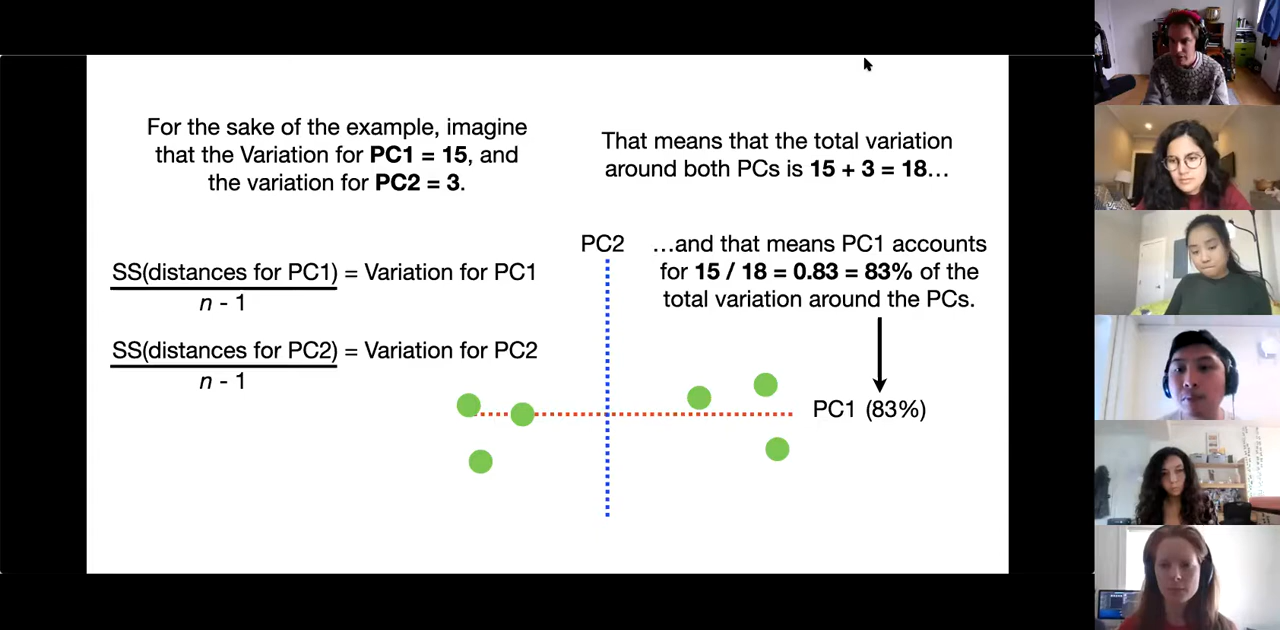 For the sake of the example, imagine
that the Variation for PC1 = 15, and
the variation for PC2 = 3.
That means that the total variation
around both PCs is 15 + 3 = 18…
SS(distances for PC1) = Variation for PC1
n - 1
SS(distances for PC2) = Variation for PC2
n - 1
PC2
…and that means PC1 accounts
for 15 / 18 = 0.83 = 83% of the
total variation around the PCs.
PC1 (83%)